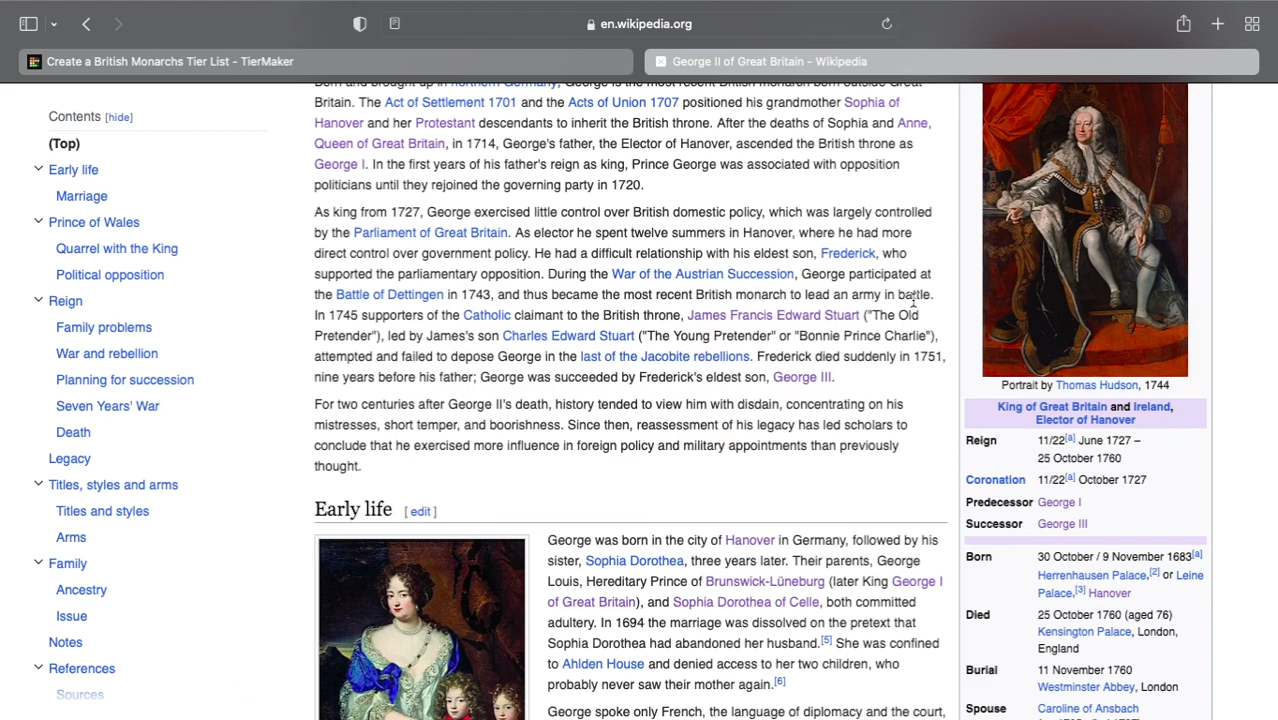 en.wikipedia.org
Create a British Monarchs Tier List - TierMaker
George II of Great Britain - Wikipedia
Contents [hide]
(Top)
Early life
Marriage
Prince of Wales
Quarrel with the King
Political opposition
Reign
Family problems
War and rebellion
Planning for succession
Seven Years' War
Death
Legacy
Titles, styles and arms
Titles and styles
Arms
Family
Ancestry
Issue
Notes
References
Sources
Born and brought up in northern Germany, George is the most recent British monarch born outside Great
Britain. The Act of Settlement 1701 and the Acts of Union 1707 positioned his grandmother Sophia of
Hanover and her Protestant descendants to inherit the British throne. After the deaths of Sophia and Anne,
Queen of Great Britain, in 1714, George's father, the Elector of Hanover, ascended the British throne as
George I. In the first years of his father's reign as king, Prince George was associated with opposition
politicians until they rejoined the governing party in 1720.
As king from 1727, George exercised little control over British domestic policy, which was largely controlled
by the Parliament of Great Britain. As elector he spent twelve summers in Hanover, where he had more
direct control over government policy. He had a difficult relationship with his eldest son, Frederick, who
supported the parliamentary opposition. During the War of the Austrian Succession, George participated at
the Battle of Dettingen in 1743, and thus became the most recent British monarch to lead an army in battle.
In 1745 supporters of the Catholic claimant to the British throne, James Francis Edward Stuart ("The Old
Pretender"), led by James's son Charles Edward Stuart ("The Young Pretender" or "Bonnie Prince Charlie"),
attempted and failed to depose George in the last of the Jacobite rebellions. Frederick died suddenly in 1751,
nine years before his father; George was succeeded by Frederick's eldest son, George III.
For two centuries after George II's death, history tended to view him with disdain, concentrating on his
mistresses, short temper, and boorishness. Since then, reassessment of his legacy has led scholars to
conclude that he exercised more influence in foreign policy and military appointments than previously
thought.
Early life [ edit ]
George was born in the city of Hanover in Germany, followed by his
sister, Sophia Dorothea, three years later. Their parents, George
Louis, Hereditary Prince of Brunswick-Lüneburg (later King George I
of Great Britain), and Sophia Dorothea of Celle, both committed
adultery. In 1694 the marriage was dissolved on the pretext that
Sophia Dorothea had abandoned her husband.[5] She was confined
to Ahlden House and denied access to her two children, who
probably never saw their mother again.[6]
George spoke only French, the language of diplomacy and the court,
Portrait by Thomas Hudson, 1744
King of Great Britain and Ireland,
Elector of Hanover
Reign 11/22[a] June 1727 –
25 October 1760
Coronation 11/22[a] October 1727
Predecessor George I
Successor George III
Born 30 October / 9 November 1683[a]
Herrenhausen Palace,[2] or Leine
Palace,[3] Hanover
Died 25 October 1760 (aged 76)
Kensington Palace, London,
England
Burial 11 November 1760
Westminster Abbey, London
Spouse Caroline of Ansbach